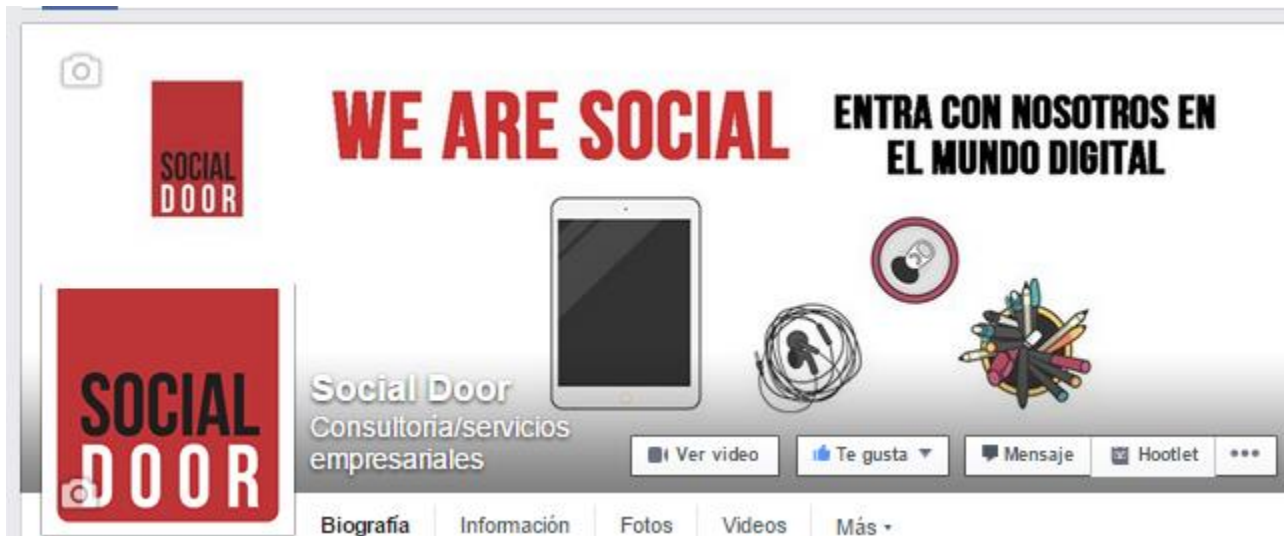 SOCIAL
DOOR
WE ARE SOCIAL
ENTRA CON NOSOTROS EN
EL MUNDO DIGITAL
SOCIAL
DOOR
Social Door
Consultoría/servicios
empresariales
Ver video
Te gusta
Mensaje
Hootlet
Biografía
Información
Fotos
Videos
Más